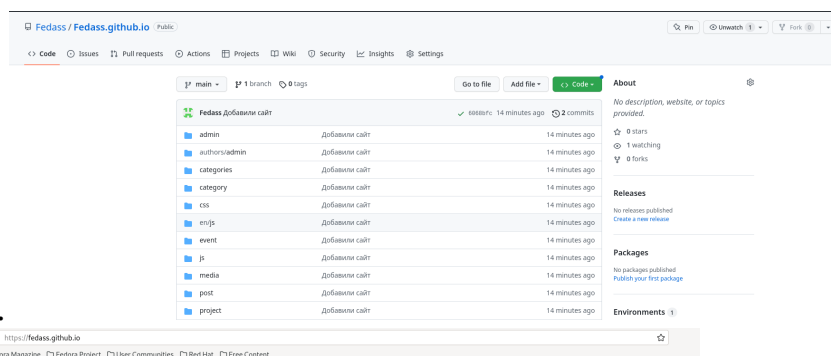 Fedass / Fedass.github.io Public
Pin Unwatch 1 Fork 0
Code Issues Pull requests Actions Projects Wiki Security Insights Settings
main 1 branch 0 tags Go to file Add file Code
Fedass Добавили сайт 14 minutes ago 2 commits
admin Добавили сайт 14 minutes ago
authors/admin Добавили сайт 14 minutes ago
categories Добавили сайт 14 minutes ago
category Добавили сайт 14 minutes ago
css Добавили сайт 14 minutes ago
en/js Добавили сайт 14 minutes ago
event Добавили сайт 14 minutes ago
js Добавили сайт 14 minutes ago
media Добавили сайт 14 minutes ago
post Добавили сайт 14 minutes ago
project Добавили сайт 14 minutes ago
About
No description, website, or topics
provided.
0 stars
1 watching
0 forks
Releases
No releases published
Create a new release
Packages
No packages published
Publish your first package
Environments 1
https://fedass.github.io
ora Magazine Fedora Project User Communities Red Hat Free Content